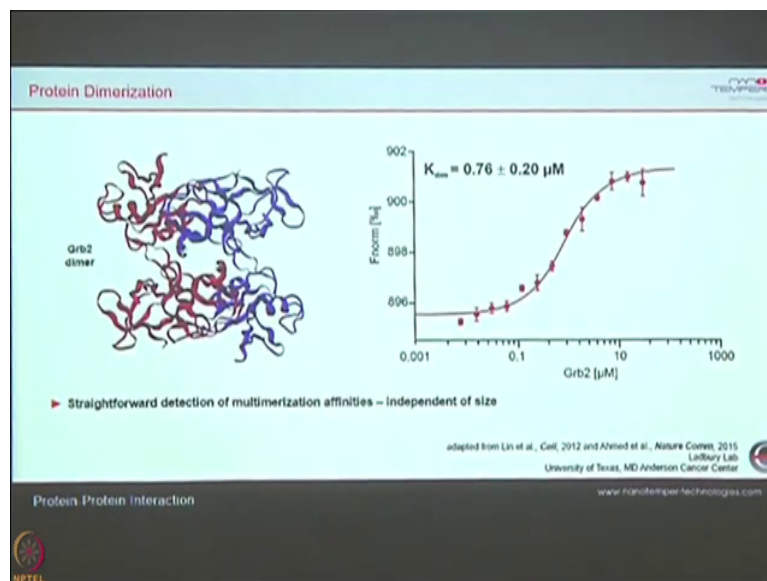 Protein Dimerization
NANO
TEMPER
Grb2
dimer
902
900
898
896
Fnorm [‰]
K_dim = 0.76 ± 0.20 µM
0.001
0.1
10
1000
Grb2 [µM]
► Straightforward detection of multimerization affinities – independent of size
adapted from Lin et al., Cell, 2012 and Ahmed et al., Nature Comm, 2015
Ladbury Lab
University of Texas, MD Anderson Cancer Center
Protein-Protein Interaction
www.nanotemper-technologies.com
NPTEL